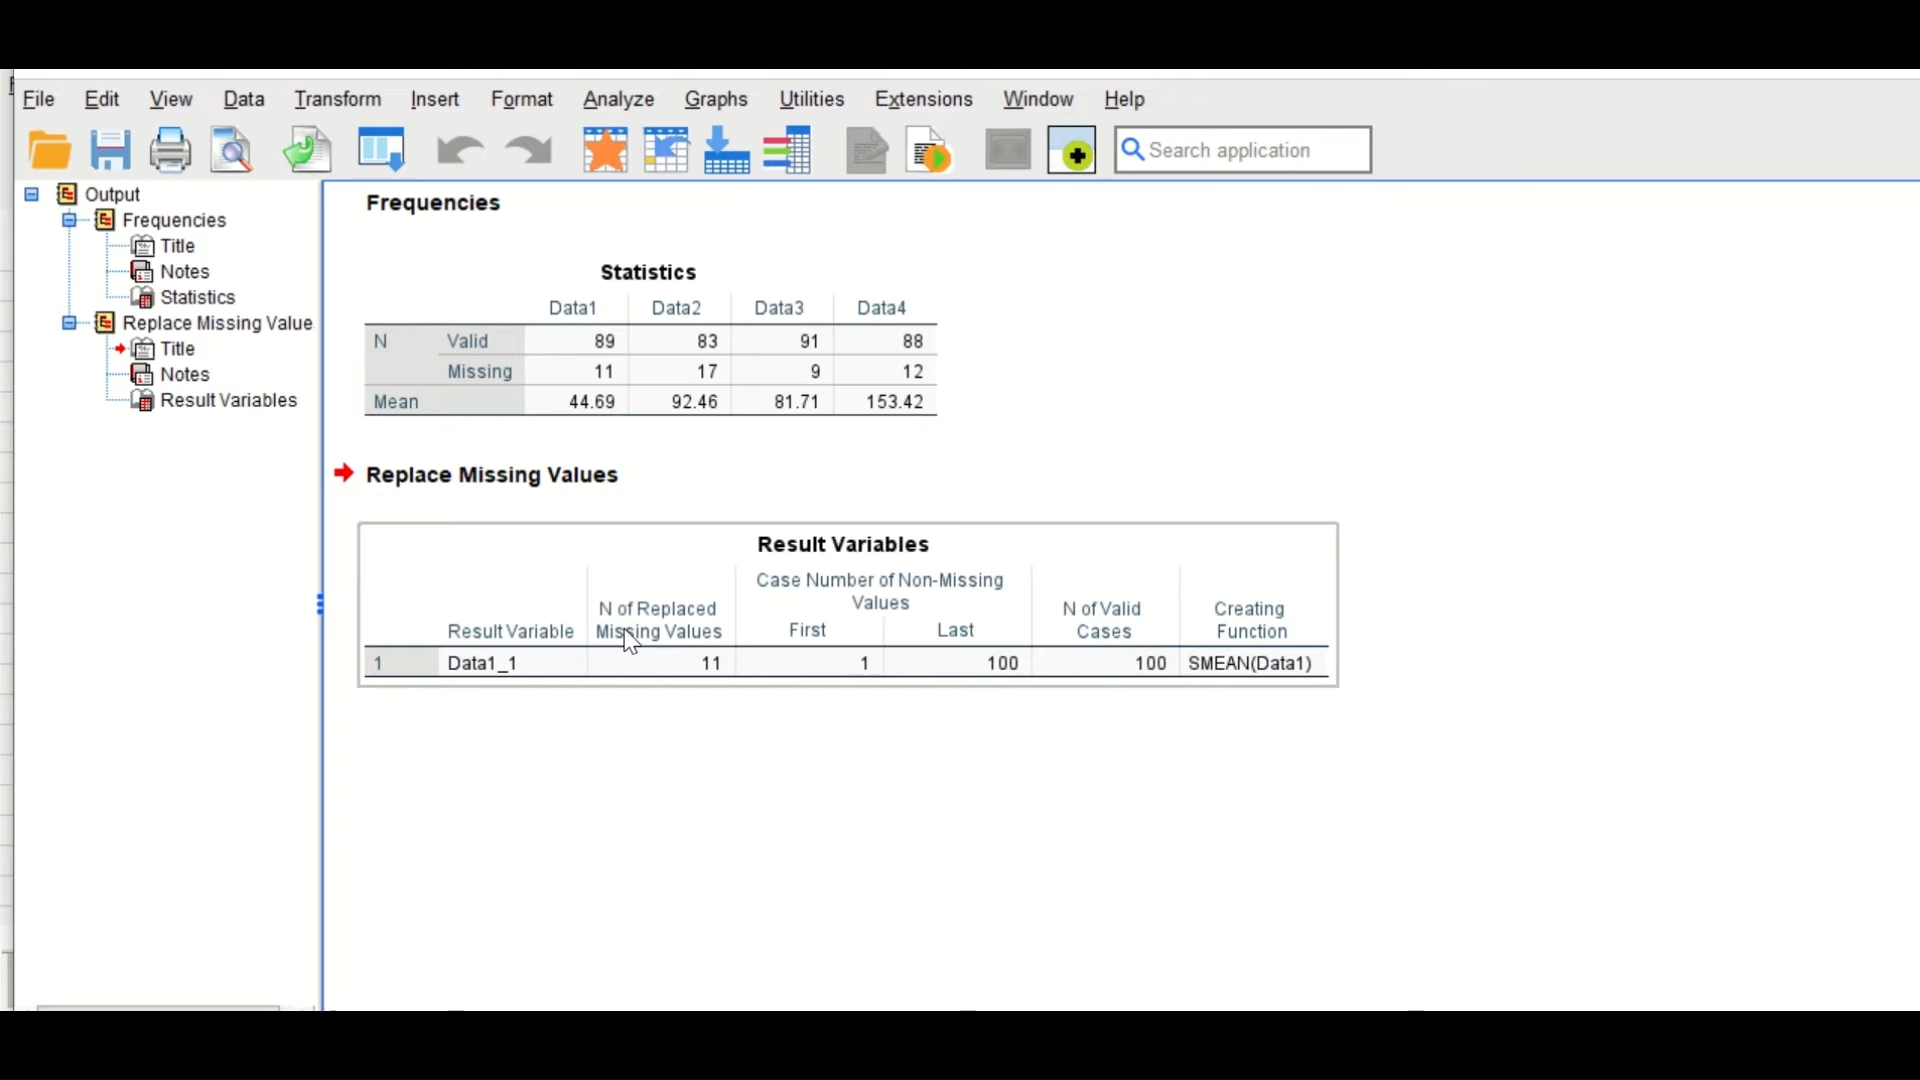 File Edit View Data Transform Insert Format Analyze Graphs Utilities Extensions Window Help
Search application
Output
Frequencies
Title
Notes
Statistics
Replace Missing Value
Title
Notes
Result Variables
Frequencies
Statistics
Data1 Data2 Data3 Data4
N Valid 89 83 91 88
Missing 11 17 9 12
Mean 44.69 92.46 81.71 153.42
Replace Missing Values
Result Variables
Case Number of Non-Missing
Values
N of Replaced N of Valid Creating
Result Variable Missing Values First Last Cases Function
1 Data1_1 11 1 100 100 SMEAN(Data1)